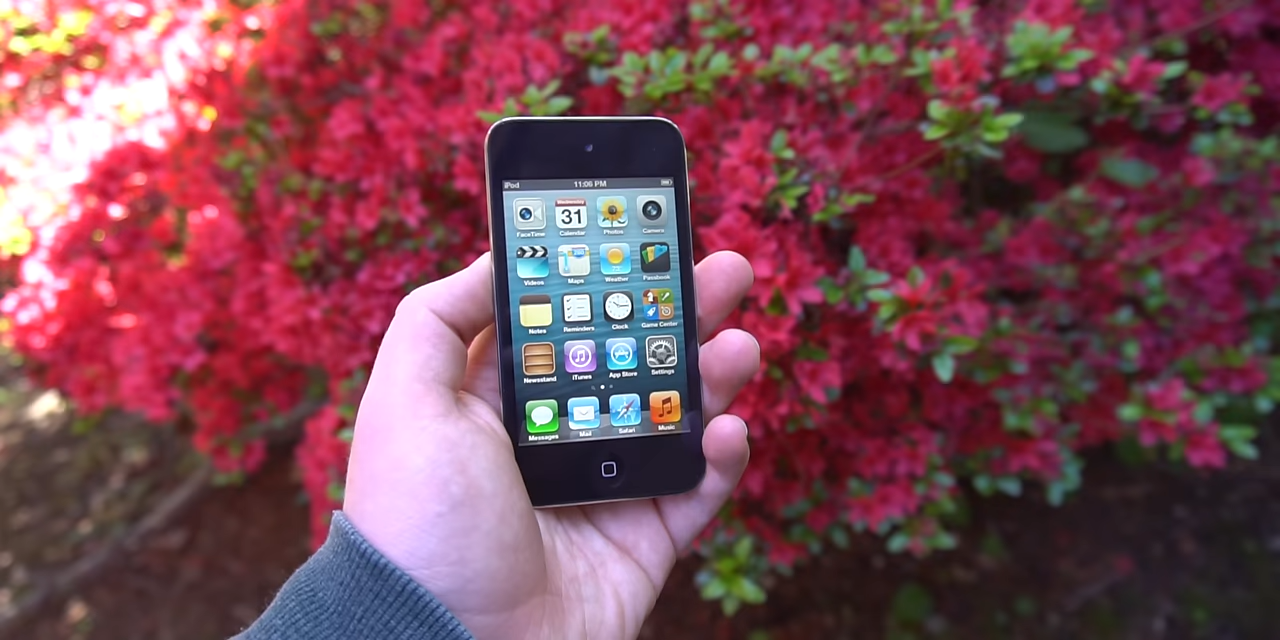 iPod 11:06 PM
Wednesday
31
FaceTime Calendar Photos Camera
Videos Maps Weather Passbook
Notes Reminders Clock Game Center
Newsstand iTunes App Store Settings
Messages Mail Safari Music